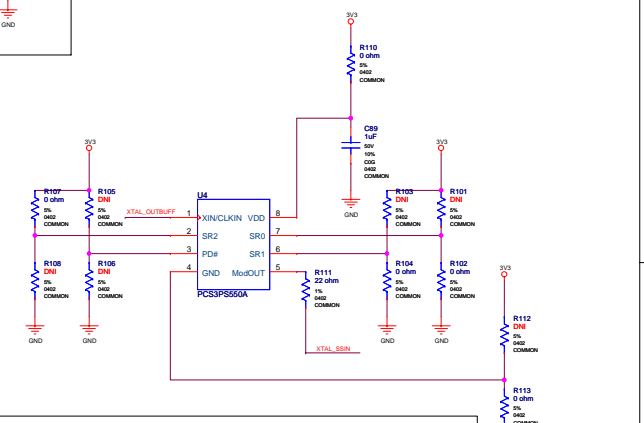 GND
3V3
R110
0 ohm
5%
0402
COMMON
C89
1uF
50V
10%
C0G
0402
COMMON
GND
3V3
R107
0 ohm
5%
0402
COMMON
R105
DNI
5%
0402
COMMON
XTAL_OUTBUFF
R108
DNI
5%
0402
COMMON
R106
DNI
5%
0402
COMMON
GND
GND
U4
1 XIN/CLKIN VDD 8
2 SR2 SR0 7
3 PD# SR1 6
4 GND ModOUT 5
PCS3PS550A
R111
22 ohm
1%
0402
COMMON
XTAL_SSIN
3V3
R103
DNI
5%
0402
COMMON
R101
DNI
5%
0402
COMMON
R104
0 ohm
5%
0402
COMMON
R102
0 ohm
5%
0402
COMMON
GND
GND
3V3
R112
DNI
5%
0402
COMMON
R113
0 ohm
5%
0402
COMMON